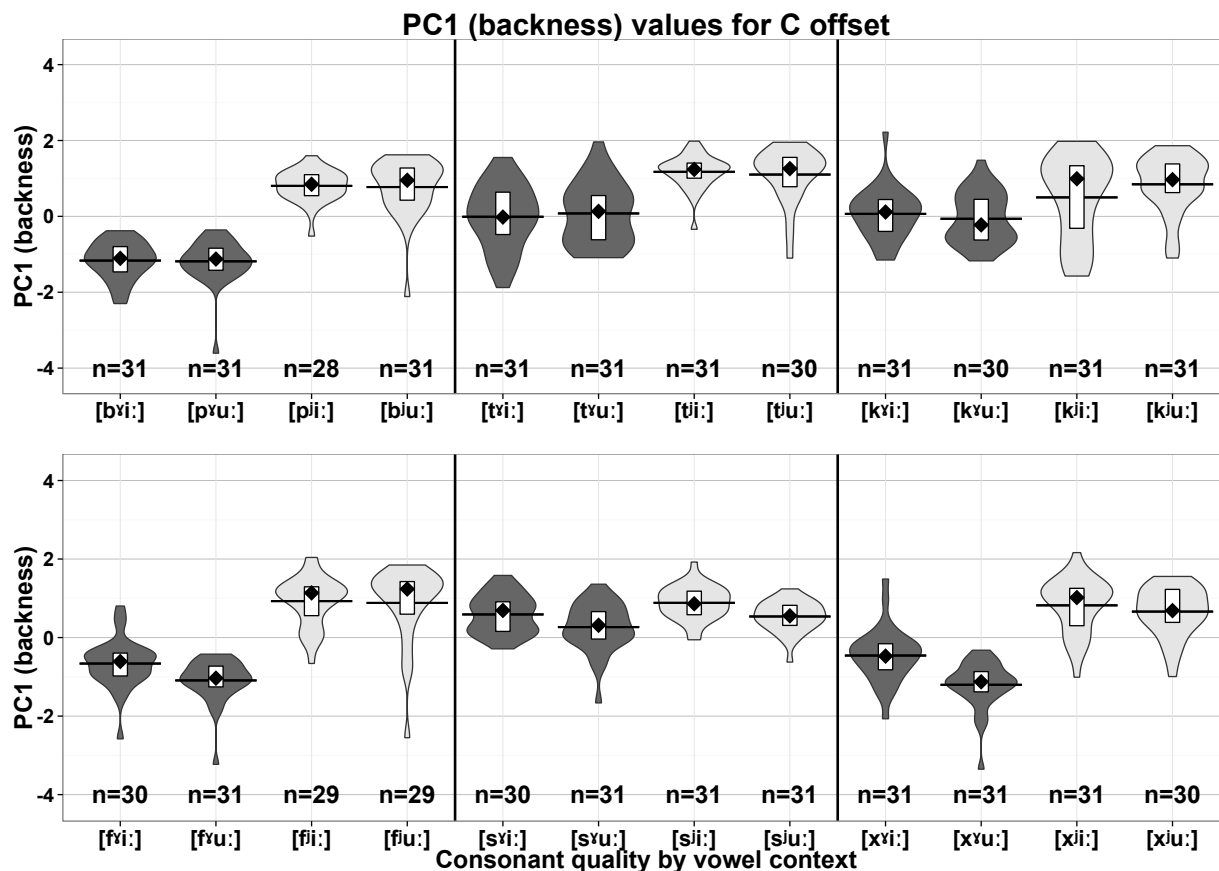 PC1 (backness) values for C offset
PC1 (backness)
4
2
0
-2
-4
n=31 n=31 n=28 n=31 n=31 n=31 n=31 n=30 n=31 n=30 n=31 n=31
[bˠiː] [pˠuː] [pʲiː] [bʲuː] [tˠiː] [tˠuː] [tʲiː] [tʲuː] [kˠiː] [kˠuː] [kʲiː] [kʲuː]
PC1 (backness)
4
2
0
-2
-4
n=30 n=31 n=29 n=29 n=30 n=31 n=31 n=31 n=31 n=31 n=31 n=30
[fˠiː] [fˠuː] [fʲiː] [fʲuː] [sˠiː] [sˠuː] [sʲiː] [sʲuː] [xˠiː] [xˠuː] [xʲiː] [xʲuː]
Consonant quality by vowel context